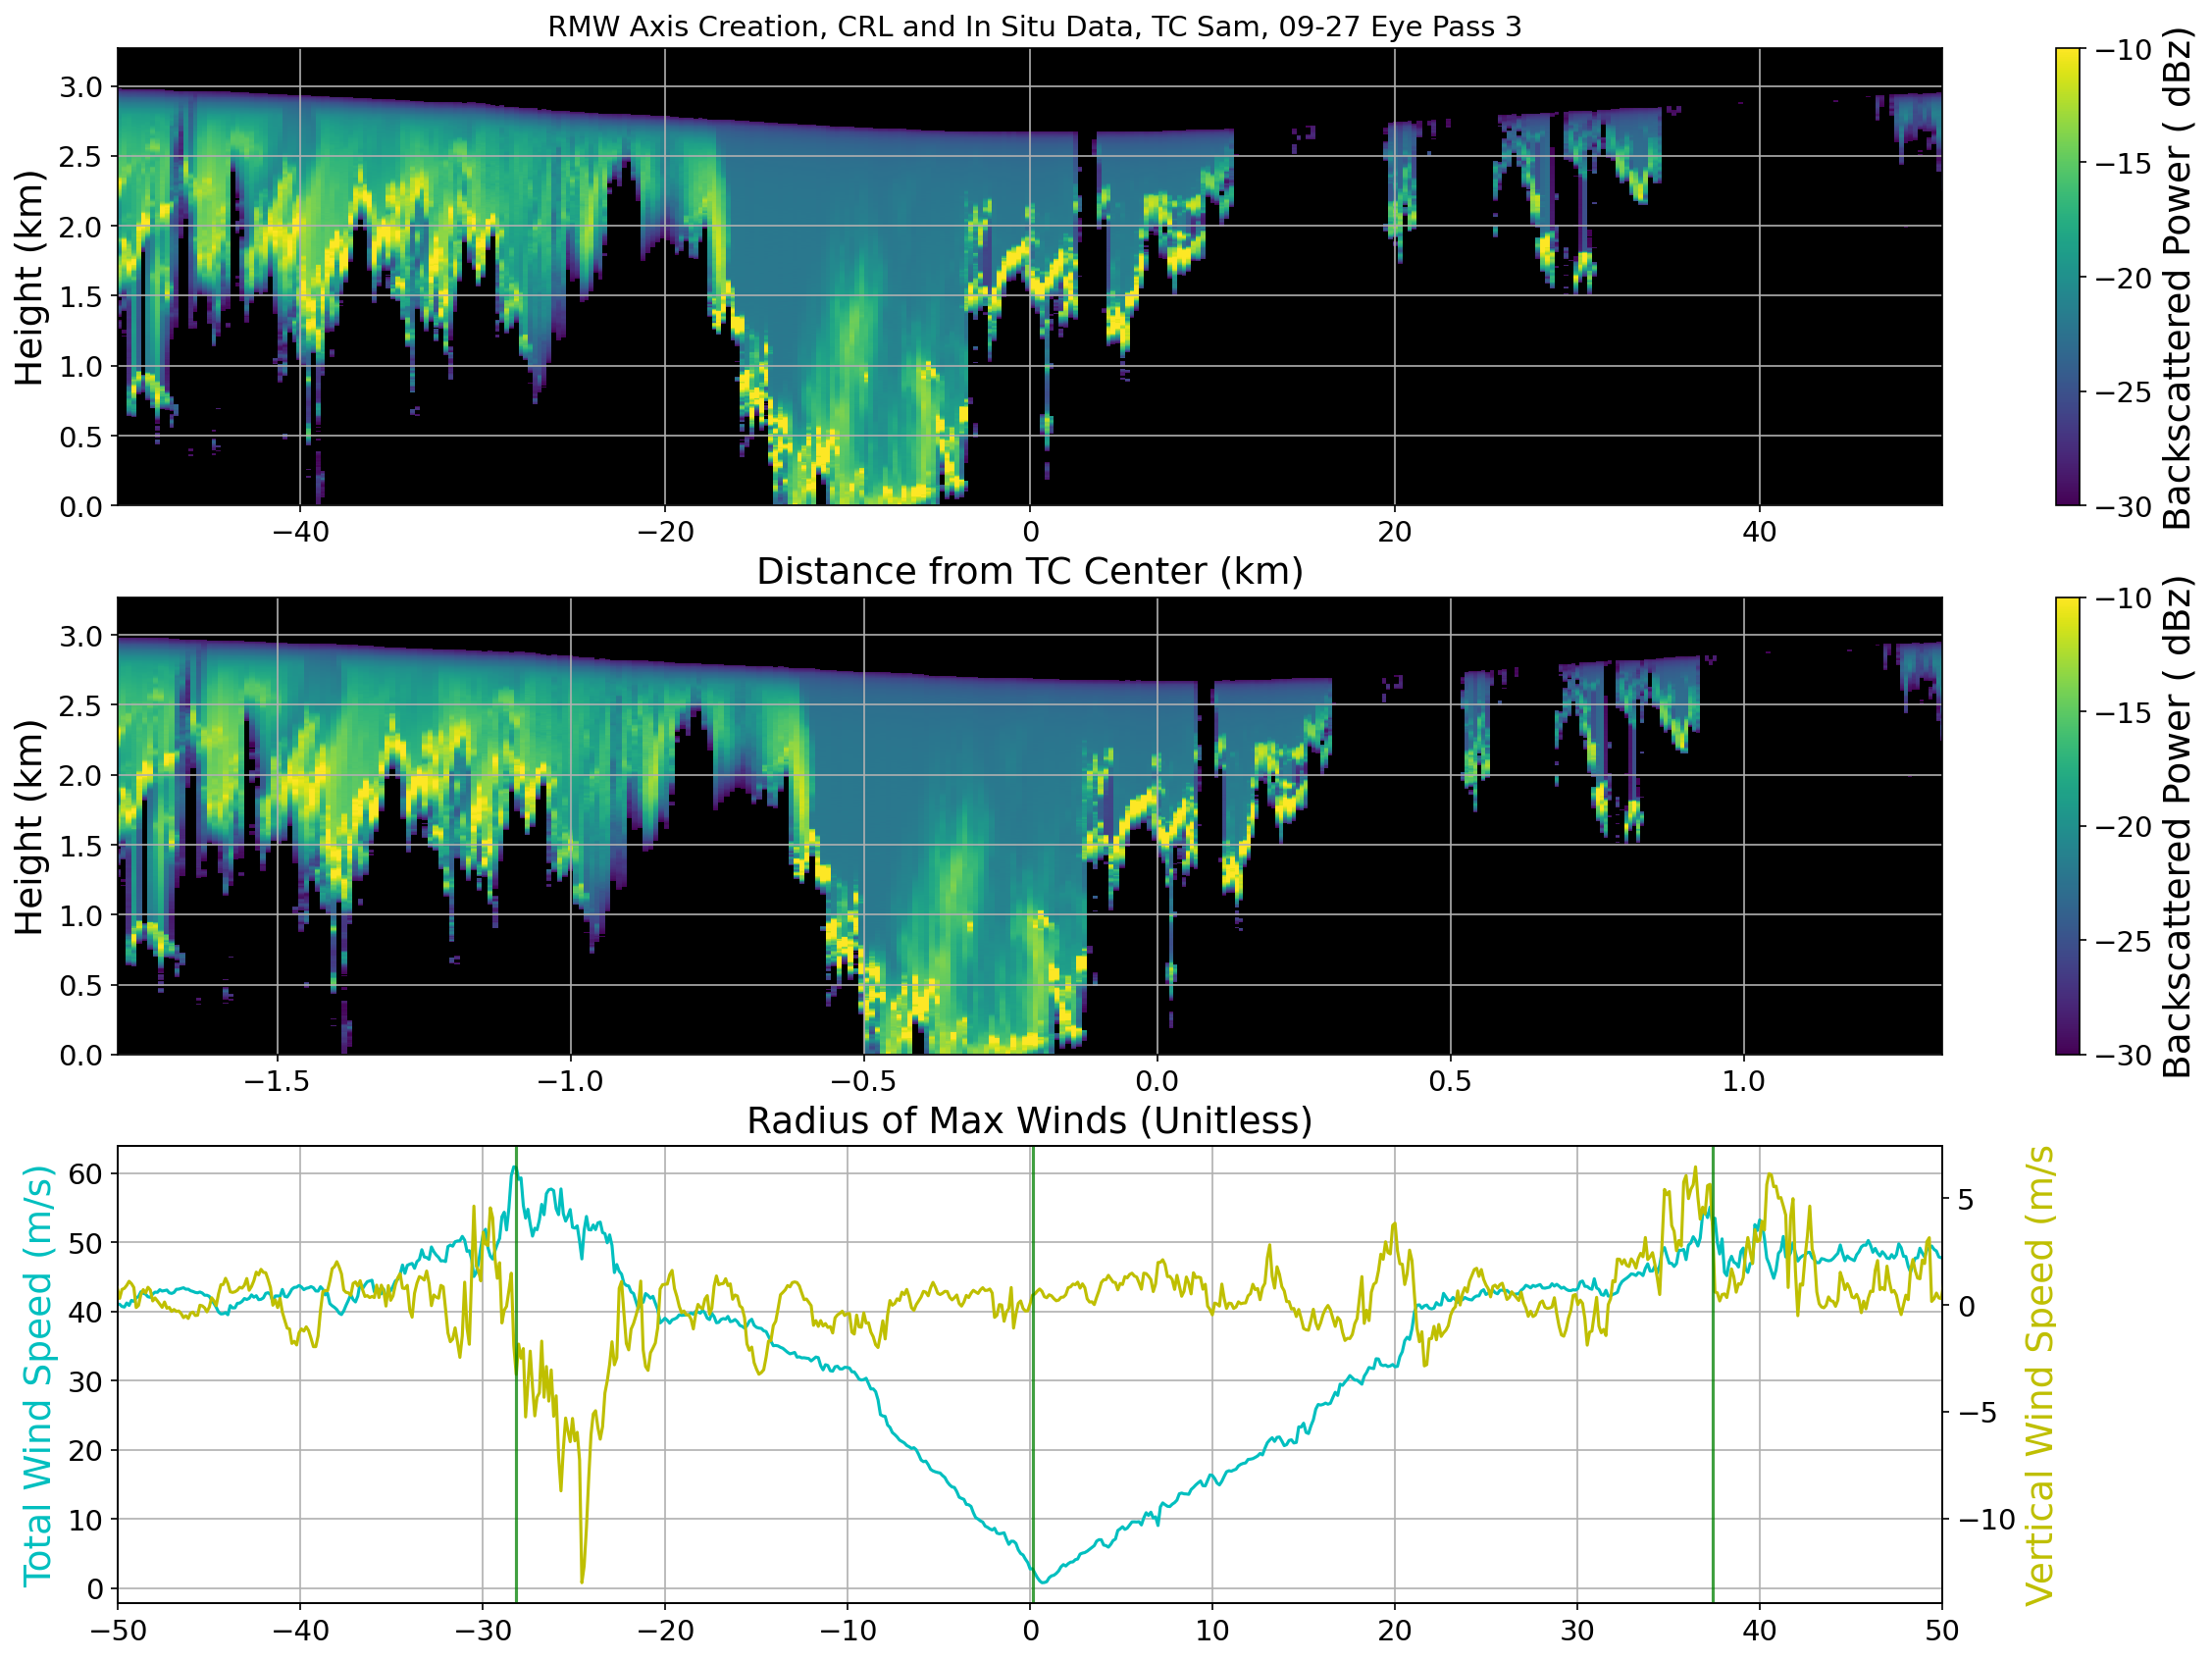 RMW Axis Creation, CRL and In Situ Data, TC Sam, 09-27 Eye Pass 3
Height (km)
3.0
2.5
2.0
1.5
1.0
0.5
0.0
−40 −20 0 20 40
Distance from TC Center (km)
−10
−15
−20
−25
−30
Backscattered Power ( dBz)
Height (km)
3.0
2.5
2.0
1.5
1.0
0.5
0.0
−1.5 −1.0 −0.5 0.0 0.5 1.0
Radius of Max Winds (Unitless)
−10
−15
−20
−25
−30
Backscattered Power ( dBz)
Total Wind Speed (m/s)
60
50
40
30
20
10
0
−50 −40 −30 −20 −10 0 10 20 30 40 50
5
0
−5
−10
Vertical Wind Speed (m/s